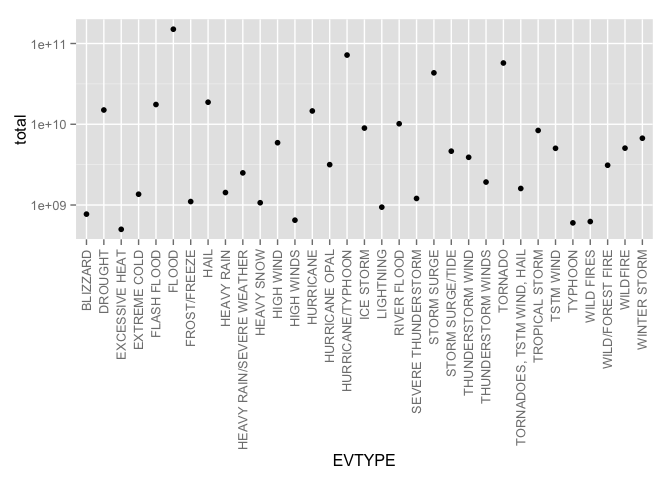 total
1e+11
1e+10
1e+09
BLIZZARD
DROUGHT
EXCESSIVE HEAT
EXTREME COLD
FLASH FLOOD
FLOOD
FROST/FREEZE
HAIL
HEAVY RAIN
HEAVY RAIN/SEVERE WEATHER
HEAVY SNOW
HIGH WIND
HIGH WINDS
HURRICANE
HURRICANE OPAL
HURRICANE/TYPHOON
ICE STORM
LIGHTNING
RIVER FLOOD
SEVERE THUNDERSTORM
STORM SURGE
STORM SURGE/TIDE
THUNDERSTORM WIND
THUNDERSTORM WINDS
TORNADO
TORNADOES, TSTM WIND, HAIL
TROPICAL STORM
TSTM WIND
TYPHOON
WILD FIRES
WILD/FOREST FIRE
WILDFIRE
WINTER STORM
EVTYPE